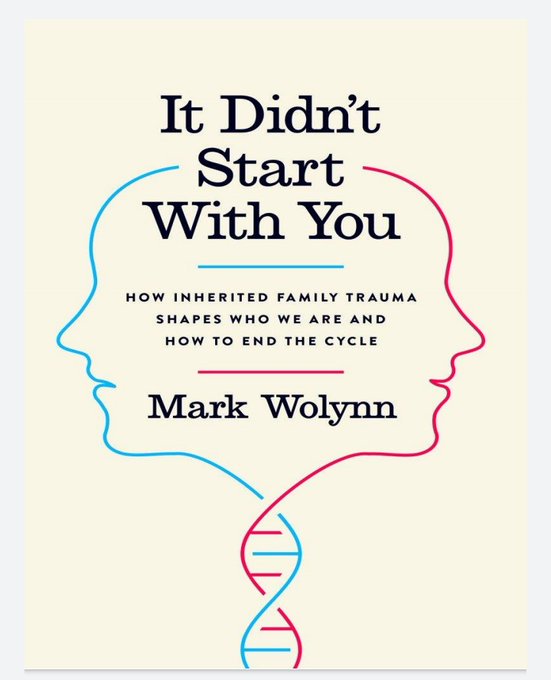 It Didn't
Start
With You
HOW INHERITED FAMILY TRAUMA
SHAPES WHO WE ARE AND
HOW TO END THE CYCLE
Mark Wolynn